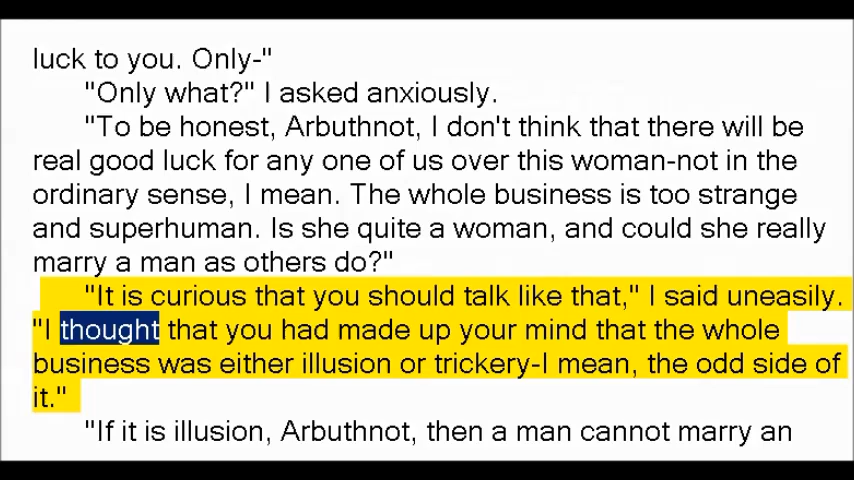 luck to you. Only-"
"Only what?" I asked anxiously.
"To be honest, Arbuthnot, I don't think that there will be
real good luck for any one of us over this woman-not in the
ordinary sense, I mean. The whole business is too strange
and superhuman. Is she quite a woman, and could she really
marry a man as others do?"
"It is curious that you should talk like that," I said uneasily.
"I thought that you had made up your mind that the whole
business was either illusion or trickery-I mean, the odd side of
it."
"If it is illusion, Arbuthnot, then a man cannot marry an